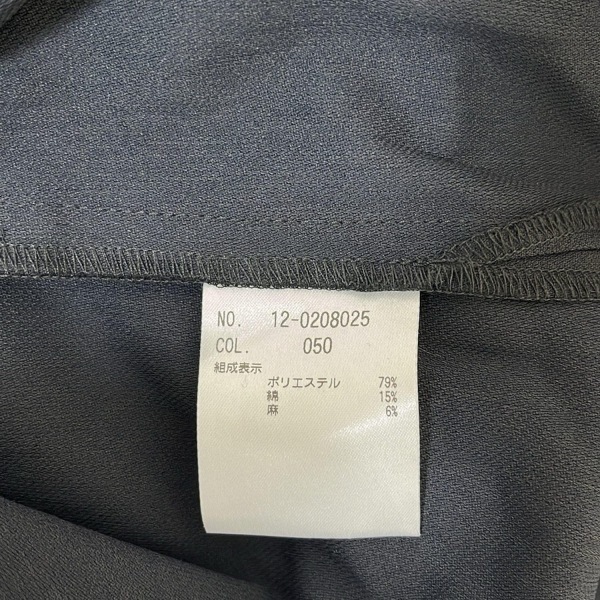 NO. 12-0208025
COL. 050
組成表示
ポリエステル 79%
綿 15%
麻 6%